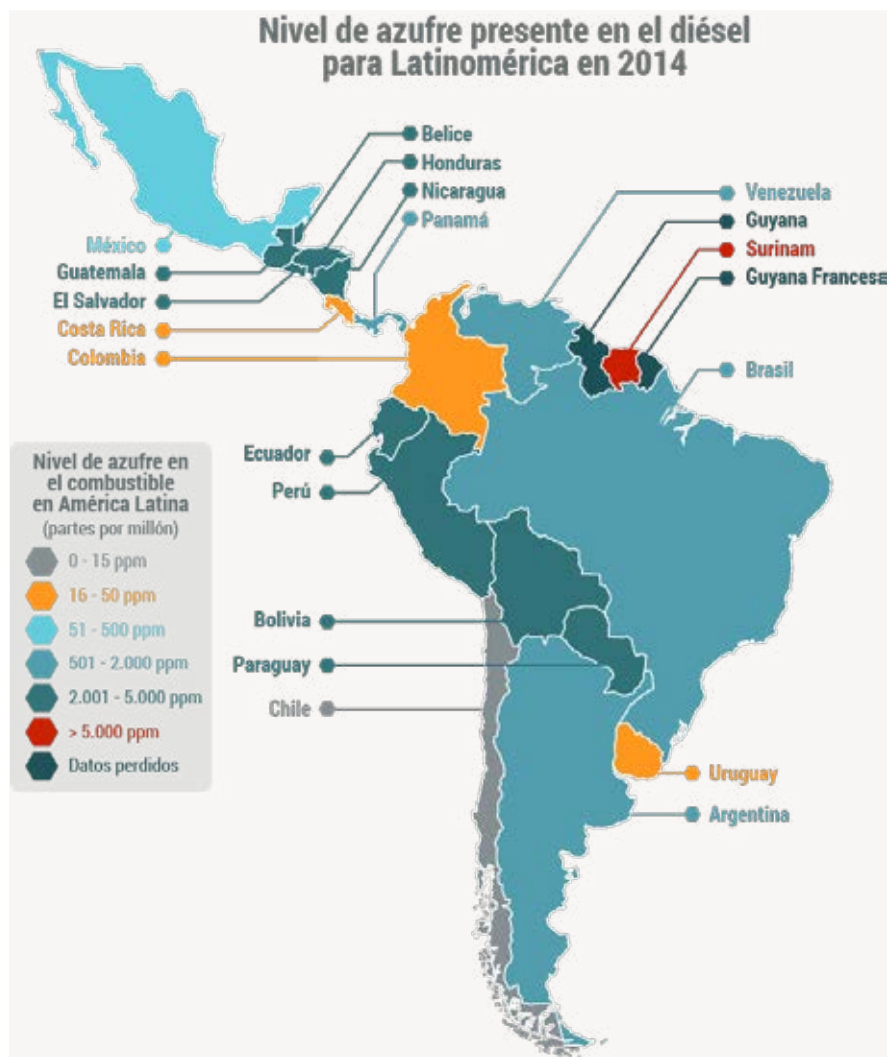 Nivel de azufre presente en el diésel
para Latinomérica en 2014
Belice
Honduras
Nicaragua
Panamá
México
Guatemala
El Salvador
Costa Rica
Colombia
Venezuela
Guyana
Surinam
Guyana Francesa
Brasil
Ecuador
Perú
Bolivia
Paraguay
Chile
Uruguay
Argentina
Nivel de azufre en
el combustible
en América Latina
(partes por millón)
0 - 15 ppm
16 - 50 ppm
51 - 500 ppm
501 - 2.000 ppm
2.001 - 5.000 ppm
> 5.000 ppm
Datos perdidos